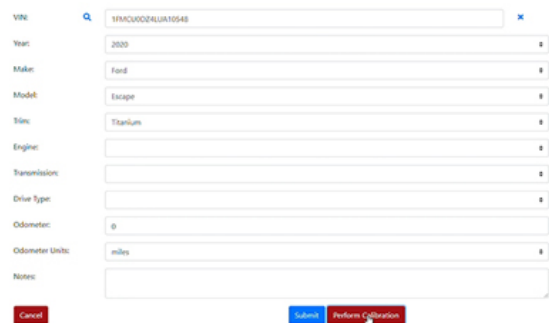 VIN: 1FMCU0DZ4LUA10548
Year: 2020
Make: Ford
Model: Escape
Trim: Titanium
Engine:
Transmission:
Drive Type:
Odometer: 0
Odometer Units: miles
Notes:
Cancel Submit Perform Calibration